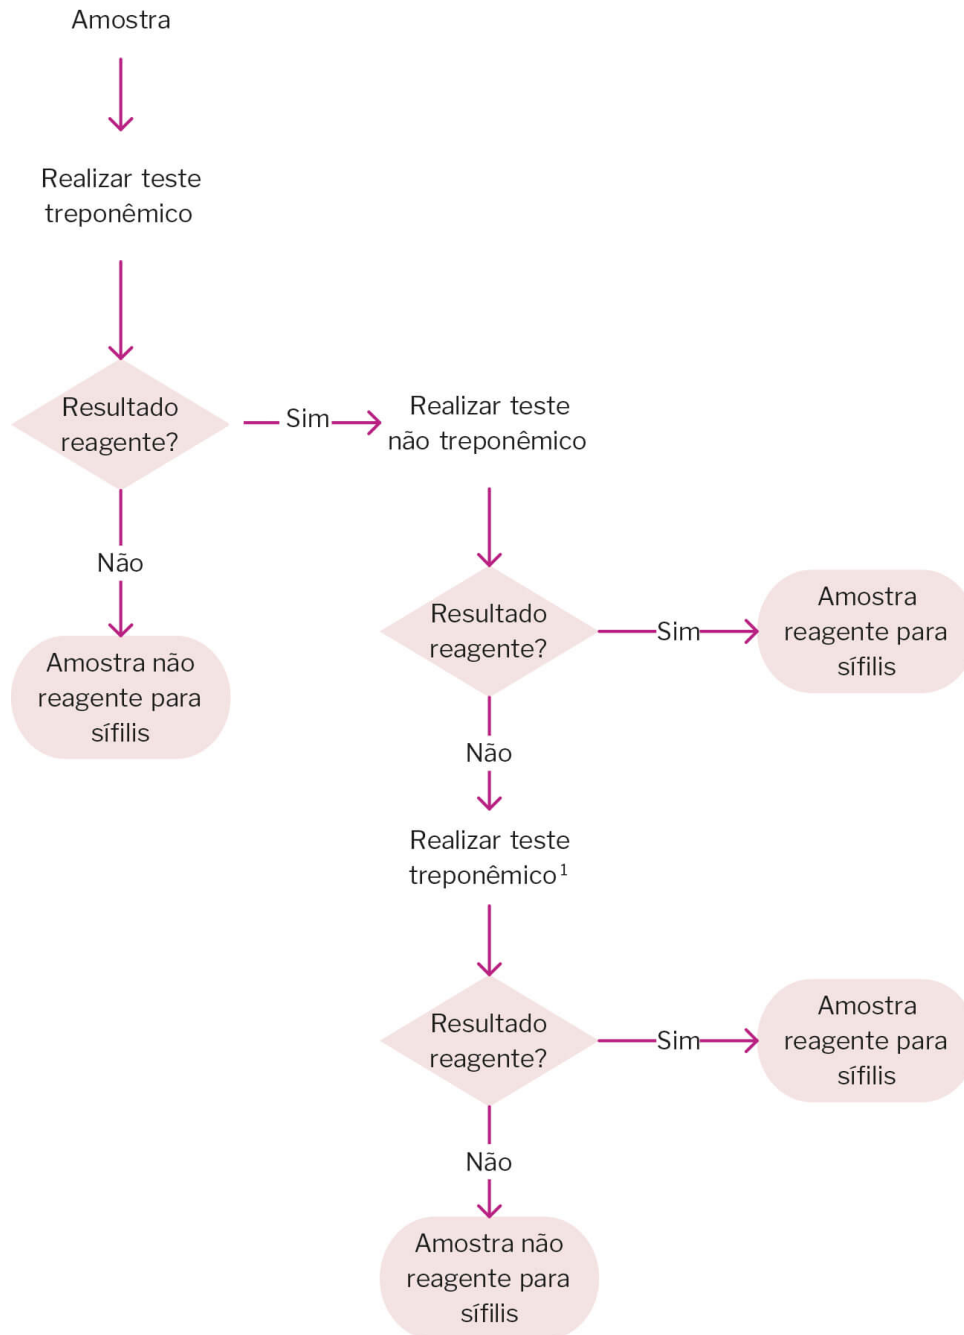 Amostra
Realizar teste
treponêmico
Resultado
reagente?
Sim
Realizar teste
não treponêmico
Não
Amostra não
reagente para
sífilis
Resultado
reagente?
Sim
Amostra
reagente para
sífilis
Não
Realizar teste
treponêmico¹
Resultado
reagente?
Sim
Amostra
reagente para
sífilis
Não
Amostra não
reagente para
sífilis